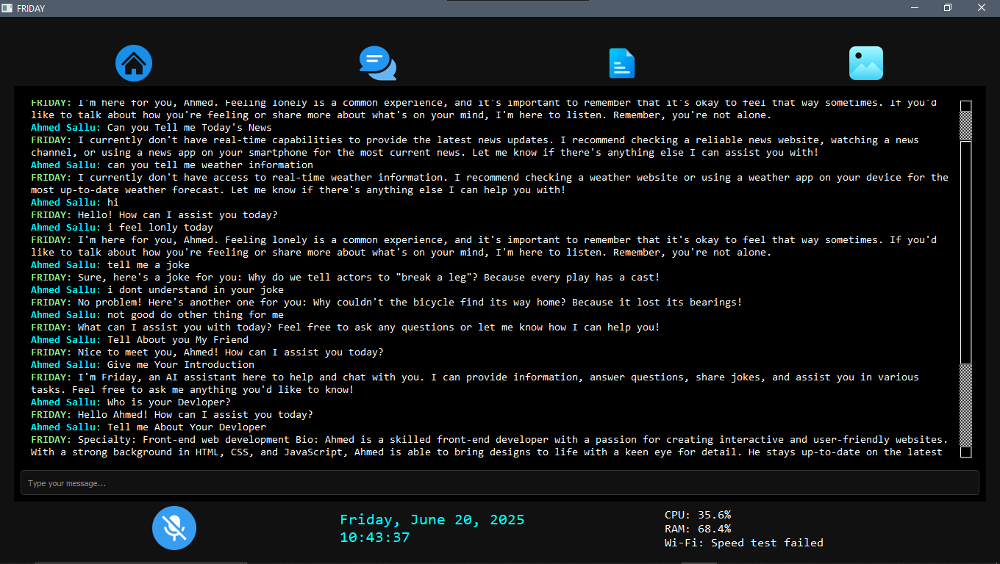 FRIDAY
FRIDAY: I'm here for you, Ahmed. Feeling lonely is a common experience, and it's important to remember that it's okay to feel that way sometimes. If you'd
like to talk about how you're feeling or share more about what's on your mind, I'm here to listen. Remember, you're not alone.
Ahmed Sallu: Can you Tell me Today's News
FRIDAY: I currently don't have real-time capabilities to provide the latest news updates. I recommend checking a reliable news website, watching a news
channel, or using a news app on your smartphone for the most current news. Let me know if there's anything else I can assist you with!
Ahmed Sallu: can you tell me weather information
FRIDAY: I currently don't have access to real-time weather information. I recommend checking a weather website or using a weather app on your device for the
most up-to-date weather forecast. Let me know if there's anything else I can help you with!
Ahmed Sallu: hi
FRIDAY: Hello! How can I assist you today?
Ahmed Sallu: i feel lonly today
FRIDAY: I'm here for you, Ahmed. Feeling lonely is a common experience, and it's important to remember that it's okay to feel that way sometimes. If you'd
like to talk about how you're feeling or share more about what's on your mind, I'm here to listen. Remember, you're not alone.
Ahmed Sallu: tell me a joke
FRIDAY: Sure, here's a joke for you: Why do we tell actors to "break a leg"? Because every play has a cast!
Ahmed Sallu: i dont understand in your joke
FRIDAY: No problem! Here's another one for you: Why couldn't the bicycle find its way home? Because it lost its bearings!
Ahmed Sallu: not good do other thing for me
FRIDAY: What can I assist you with today? Feel free to ask any questions or let me know how I can help you!
Ahmed Sallu: Tell About you My Friend
FRIDAY: Nice to meet you, Ahmed! How can I assist you today?
Ahmed Sallu: Give me Your Introduction
FRIDAY: I'm Friday, an AI assistant here to help and chat with you. I can provide information, answer questions, share jokes, and assist you in various
tasks. Feel free to ask me anything you'd like to know!
Ahmed Sallu: Who is your Devloper?
FRIDAY: Hello Ahmed! How can I assist you today?
Ahmed Sallu: Tell me About Your Devloper
FRIDAY: Specialty: Front-end web development Bio: Ahmed is a skilled front-end developer with a passion for creating interactive and user-friendly websites.
With a strong background in HTML, CSS, and JavaScript, Ahmed is able to bring designs to life with a keen eye for detail. He stays up-to-date on the latest
Type your message...
Friday, June 20, 2025
10:43:37
CPU: 35.6%
RAM: 68.4%
Wi-Fi: Speed test failed